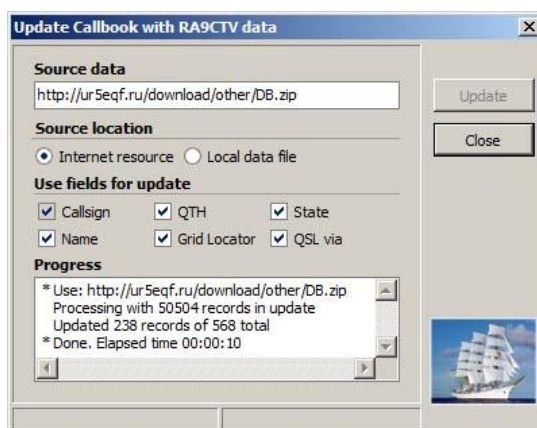 Update Callbook with RA9CTV data
Source data
http://ur5eqf.ru/download/other/DB.zip
Update
Source location
Close
Internet resource Local data file
Use fields for update
Callsign QTH State
Name Grid Locator QSL via
Progress
* Use: http://ur5eqf.ru/download/other/DB.zip
Processing with 50504 records in update
Updated 238 records of 568 total
* Done. Elapsed time 00:00:10